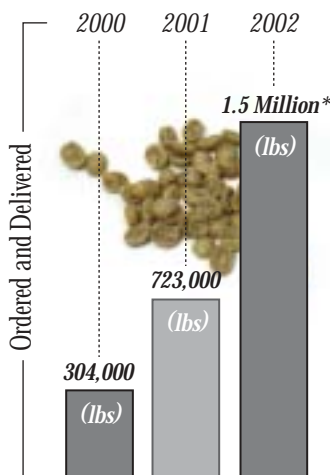 2000 2001 2002
1.5 Million*
(lbs)
723,000
(lbs)
304,000
(lbs)
Ordered and Delivered